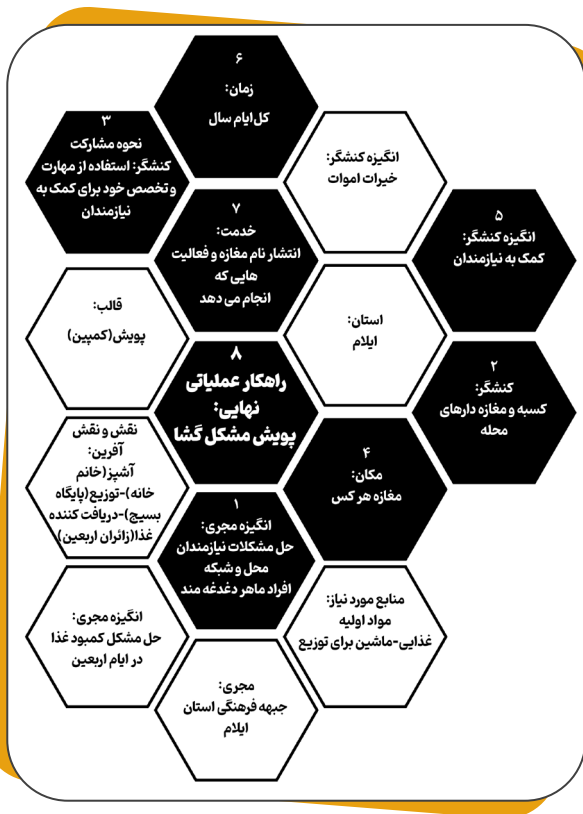 ۶
زمان:
کل ایام سال
۳
نحوه مشارکت
کنشگر: استفاده از مهارت
و تخصص خود برای کمک به
نیازمندان
انگیزه کنشگر:
خیرات اموات
۷
خدمت:
انتشار نام مغازه و فعالیت
هایی که
انجام می دهد
۵
انگیزه کنشگر:
کمک به نیازمندان
قالب:
پویش(کمپین)
استان:
ایلام
۸
راهکار عملیاتی
نهایی:
پویش مشکل گشا
۲
کنشگر:
کسبه و مغازه دارهای
محله
نقش و نقش
آفرین:
آشپز(خانم
خانه)-توزیع(پایگاه
بسیج)-دریافت کننده
غذا(زائران اربعین)
۴
مکان:
مغازه هر کس
۱
انگیزه مجری:
حل مشکلات نیازمندان
محل و شبکه
افراد ماهر دغدغه مند
انگیزه مجری:
حل مشکل کمبود غذا
در ایام اربعین
منابع مورد نیاز:
مواد اولیه
غذایی-ماشین برای توزیع
مجری:
جبهه فرهنگی استان
ایلام